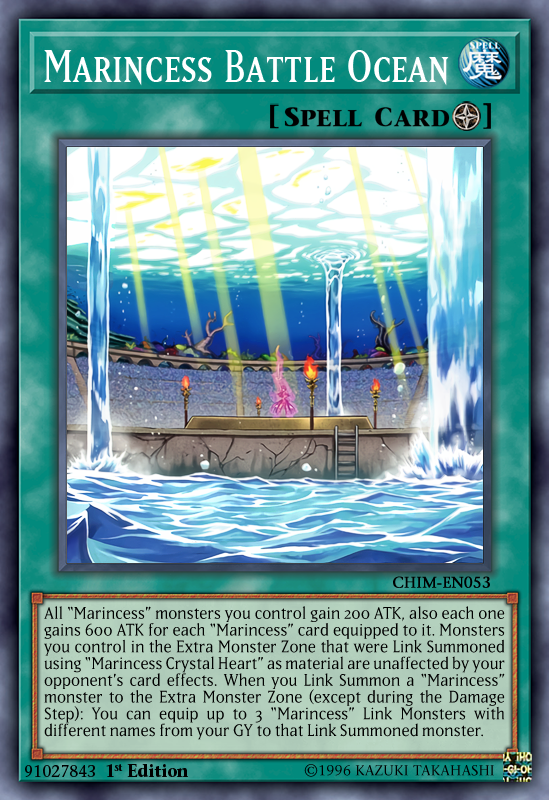 MARINCESS BATTLE OCEAN
SPELL
魔
[SPELL CARD]
CHIM-EN053
All “Marincess” monsters you control gain 200 ATK, also each one
gains 600 ATK for each “Marincess” card equipped to it. Monsters
you control in the Extra Monster Zone that were Link Summoned
using “Marincess Crystal Heart” as material are unaffected by your
opponent's card effects. When you Link Summon a “Marincess”
monster to the Extra Monster Zone (except during the Damage
Step): You can equip up to 3 “Marincess” Link Monsters with
different names from your GY to that Link Summoned monster.
91027843 1st Edition ©1996 KAZUKI TAKAHASHI